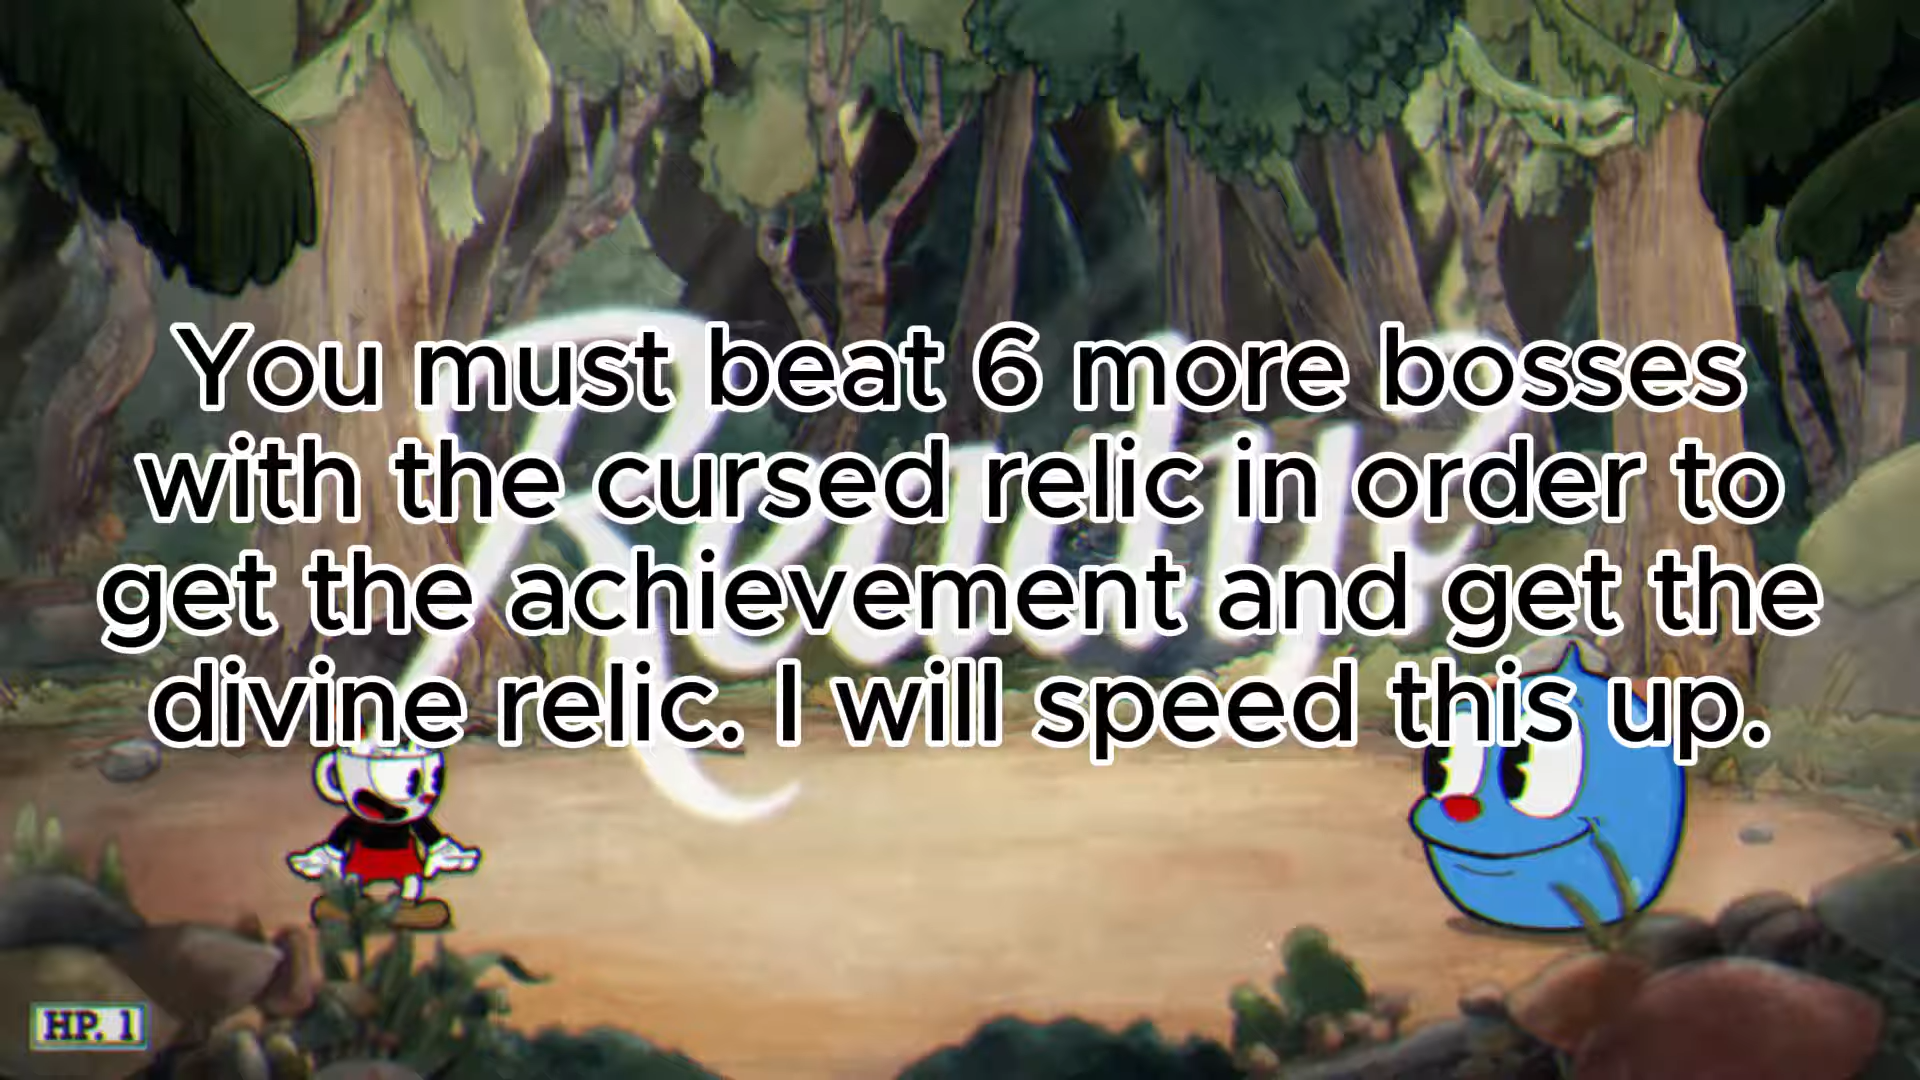 You must beat 6 more bosses
with the cursed relic in order to
get the achievement and get the
divine relic. I will speed this up.
Ready?
HP. 1